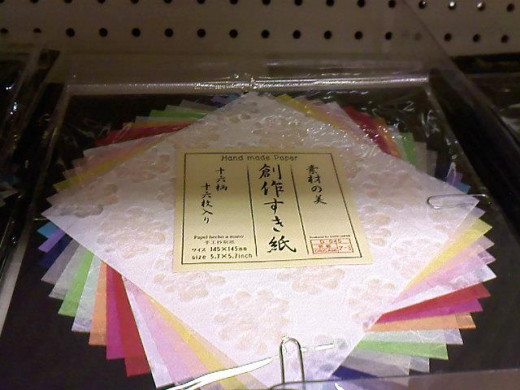 Hand made Paper
素材の美
創作すき紙
十六柄
十六枚入り
Papel hecho a mano
手工抄制紙
サイズ 145×145mm
size 5.7×5.7inch